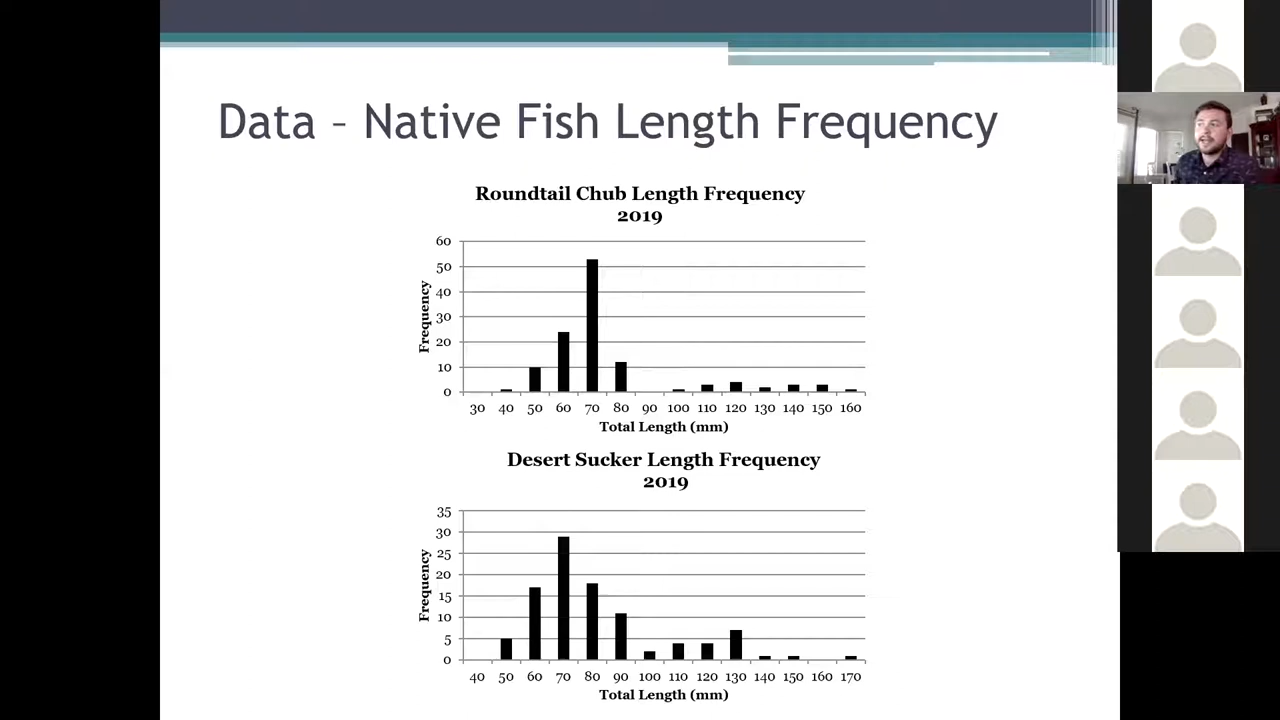 Data – Native Fish Length Frequency
Roundtail Chub Length Frequency
2019
60
50
40
30
20
10
0
Frequency
30 40 50 60 70 80 90 100 110 120 130 140 150 160
Total Length (mm)
Desert Sucker Length Frequency
2019
35
30
25
20
15
10
5
0
Frequency
40 50 60 70 80 90 100 110 120 130 140 150 160 170
Total Length (mm)